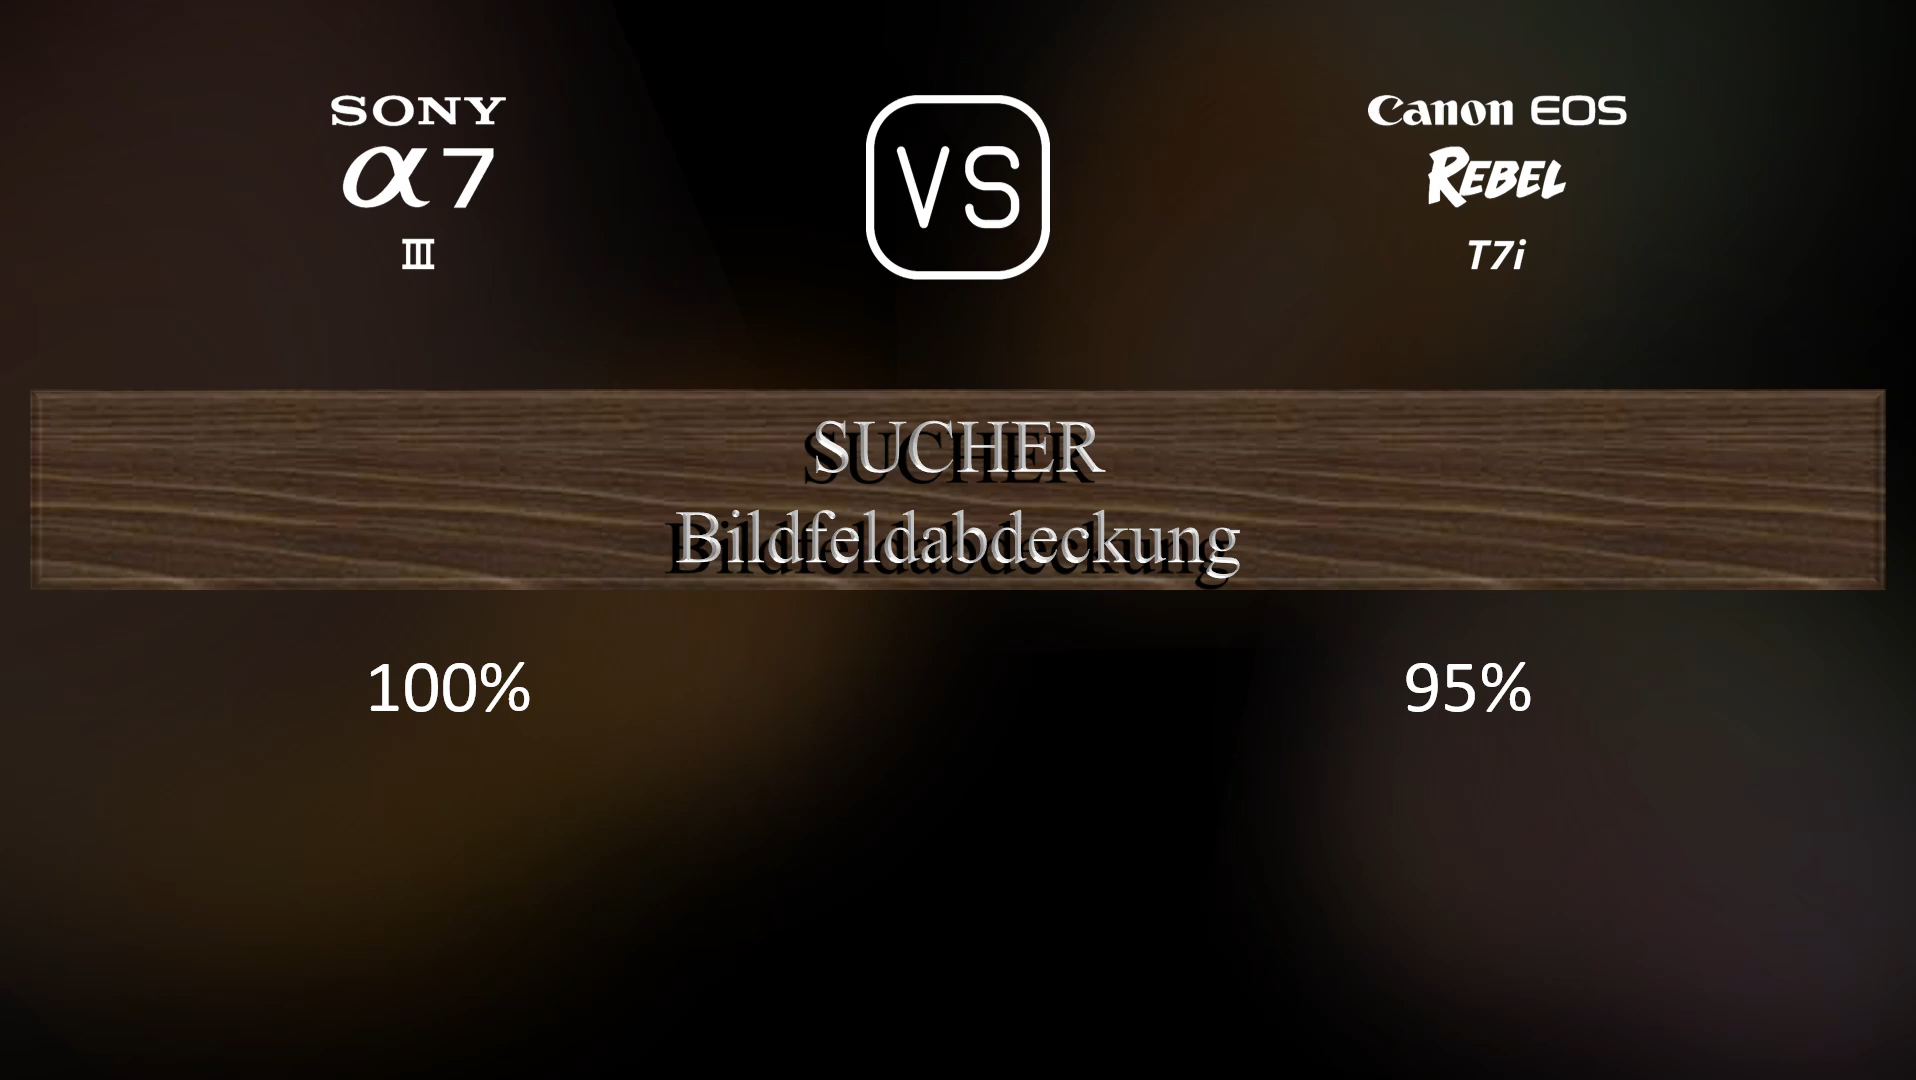 SONY
α7
III
VS
Canon EOS
REBEL
T7i
SUCHER
Bildfeldabdeckung
100%
95%